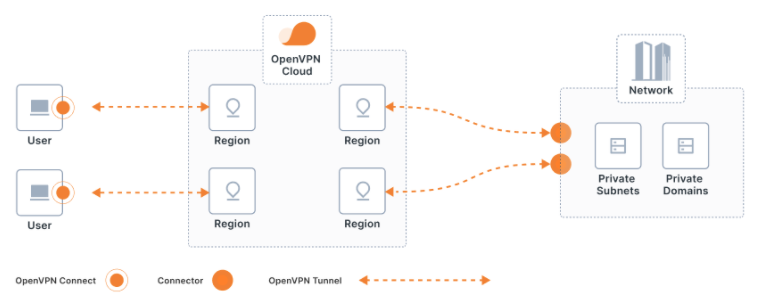 OpenVPN
Cloud
Network
User
Region
Region
Private
Subnets
Private
Domains
User
Region
Region
OpenVPN Connect
Connector
OpenVPN Tunnel